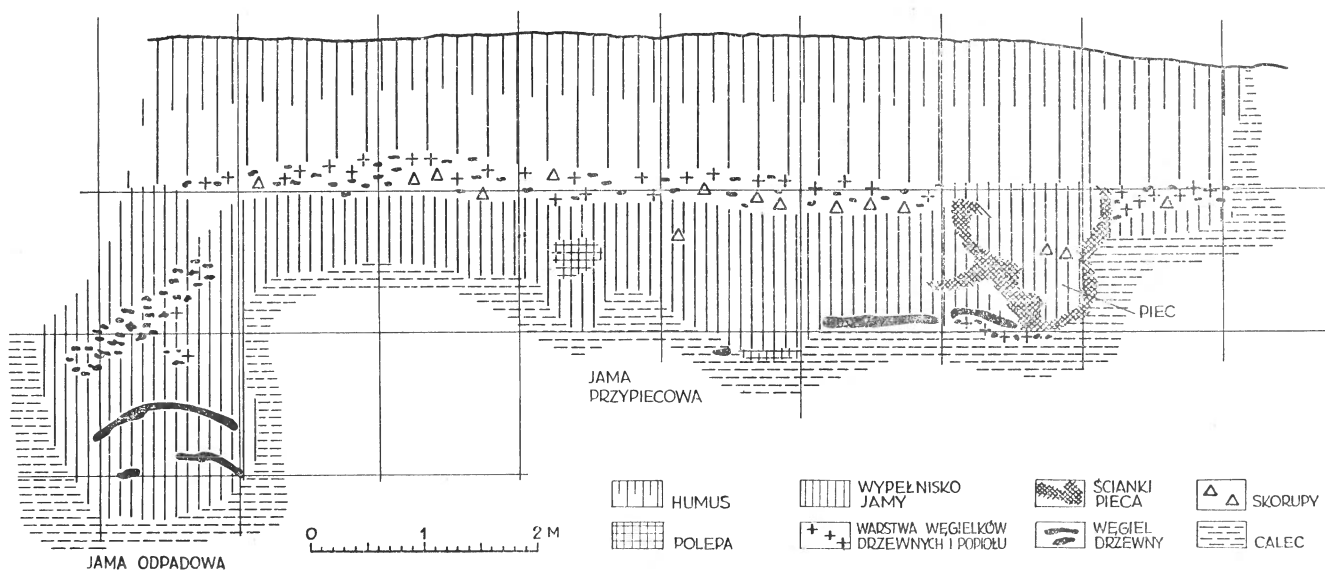 PIEC
JAMA
PRZYPIECOWA
HUMUS
WYPEŁNISKO
JAMY
ŚCIANKI
PIECA
SKORUPY
POLEPA
WARSTWA WĘGIELKÓW
DRZEWNYCH I POPIOŁU
WĘGIEL
DRZEWNY
CALEC
0 1 2 M
JAMA ODPADOWA